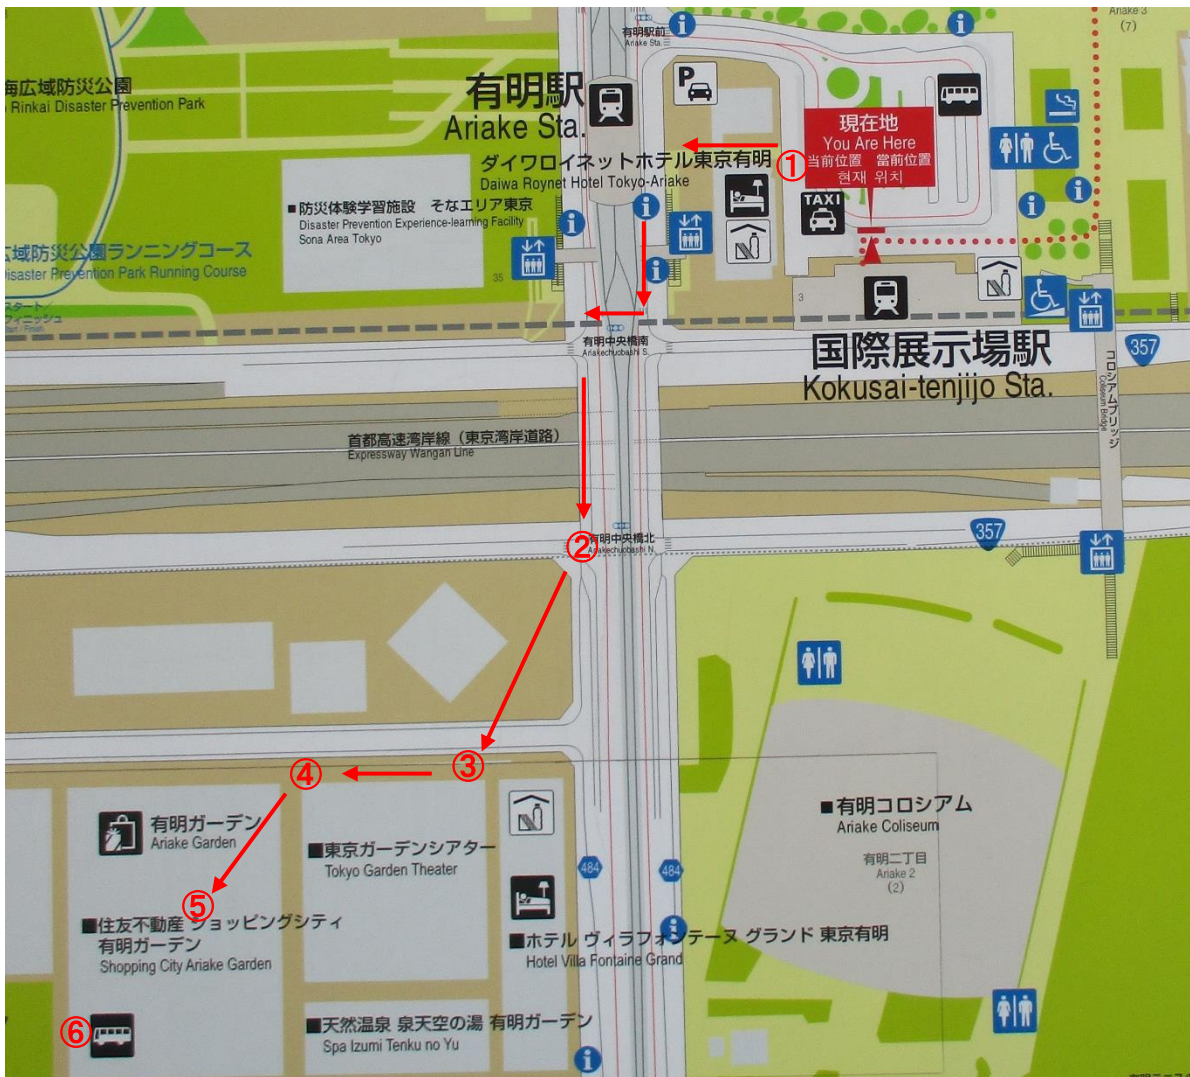 有明駅前
Ariake Sta.
Ariake 3
(7)
海広域防災公園
Rinkai Disaster Prevention Park
有明駅
Ariake Sta.
P
現在地
You Are Here
当前位置 當前位置
현재 위치
①
ダイワロイネットホテル東京有明
Daiwa Roynet Hotel Tokyo-Ariake
TAXI
■防災体験学習施設 そなエリア東京
Disaster Prevention Experience-learning Facility
Sona Area Tokyo
広域防災公園ランニングコース
Disaster Prevention Park Running Course
スタート/
フィニッシュ
Start / Finish
35
3
有明中央橋南
Ariakechuobashi S.
国際展示場駅
Kokusai-tenjijo Sta.
357
コロシアムブリッジ
Coliseum Bridge
首都高速湾岸線（東京湾岸道路）
Expressway Wangan Line
②
有明中央橋北
Ariakechuobashi N.
357
③
④
有明ガーデン
Ariake Garden
■東京ガーデンシアター
Tokyo Garden Theater
484
484
■有明コロシアム
Ariake Coliseum
有明二丁目
Ariake 2
(2)
⑤
■住友不動産 ショッピングシティ
有明ガーデン
Shopping City Ariake Garden
■ホテル ヴィラフォンテーヌ グランド 東京有明
Hotel Villa Fontaine Grand
⑥
■天然温泉 泉天空の湯 有明ガーデン
Spa Izumi Tenku no Yu